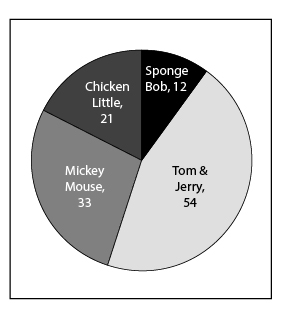 Sponge
Bob, 12
Chicken
Little,
21
Mickey
Mouse,
33
Tom &
Jerry,
54